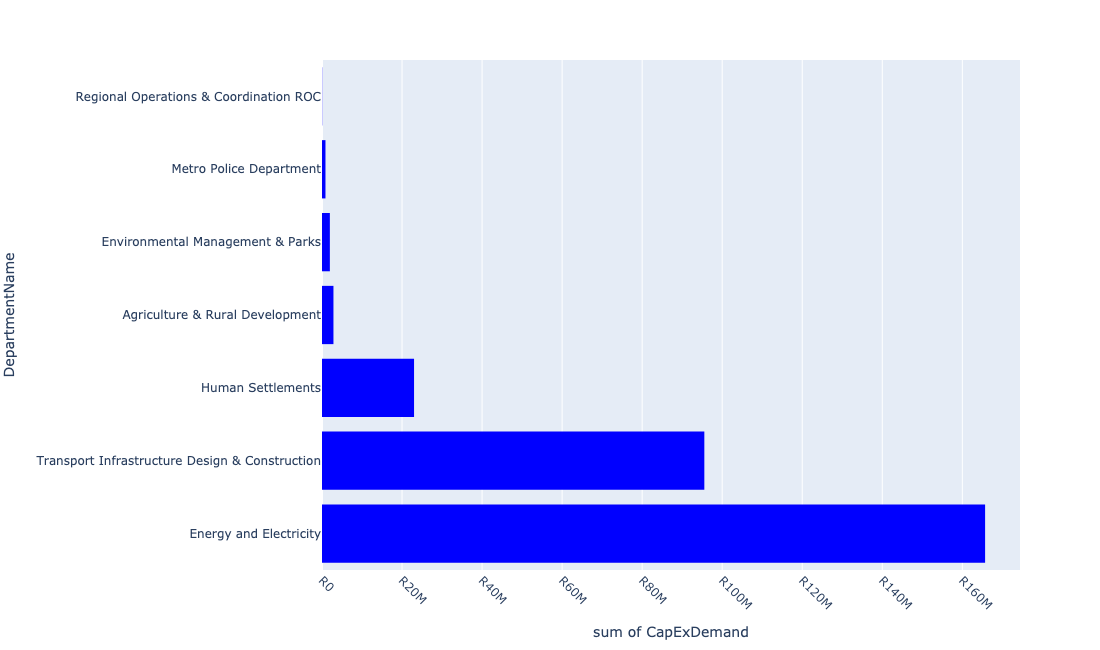 DepartmentName
Regional Operations & Coordination ROC
Metro Police Department
Environmental Management & Parks
Agriculture & Rural Development
Human Settlements
Transport Infrastructure Design & Construction
Energy and Electricity
R0
R20M
R40M
R60M
R80M
R100M
R120M
R140M
R160M
sum of CapExDemand